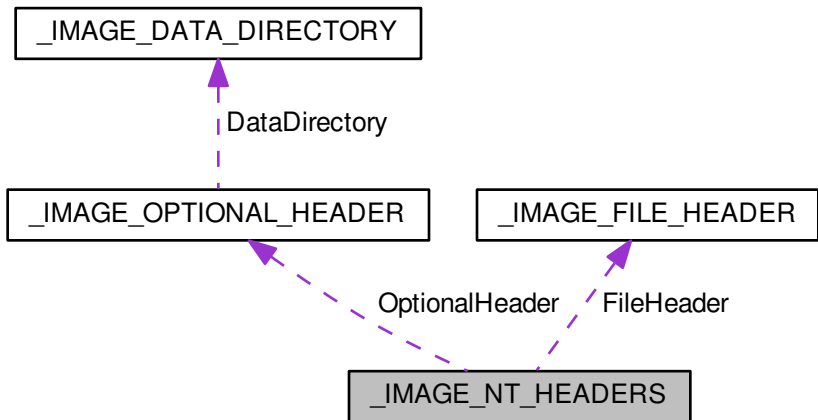 _IMAGE_DATA_DIRECTORY
DataDirectory
_IMAGE_OPTIONAL_HEADER
_IMAGE_FILE_HEADER
OptionalHeader
FileHeader
_IMAGE_NT_HEADERS